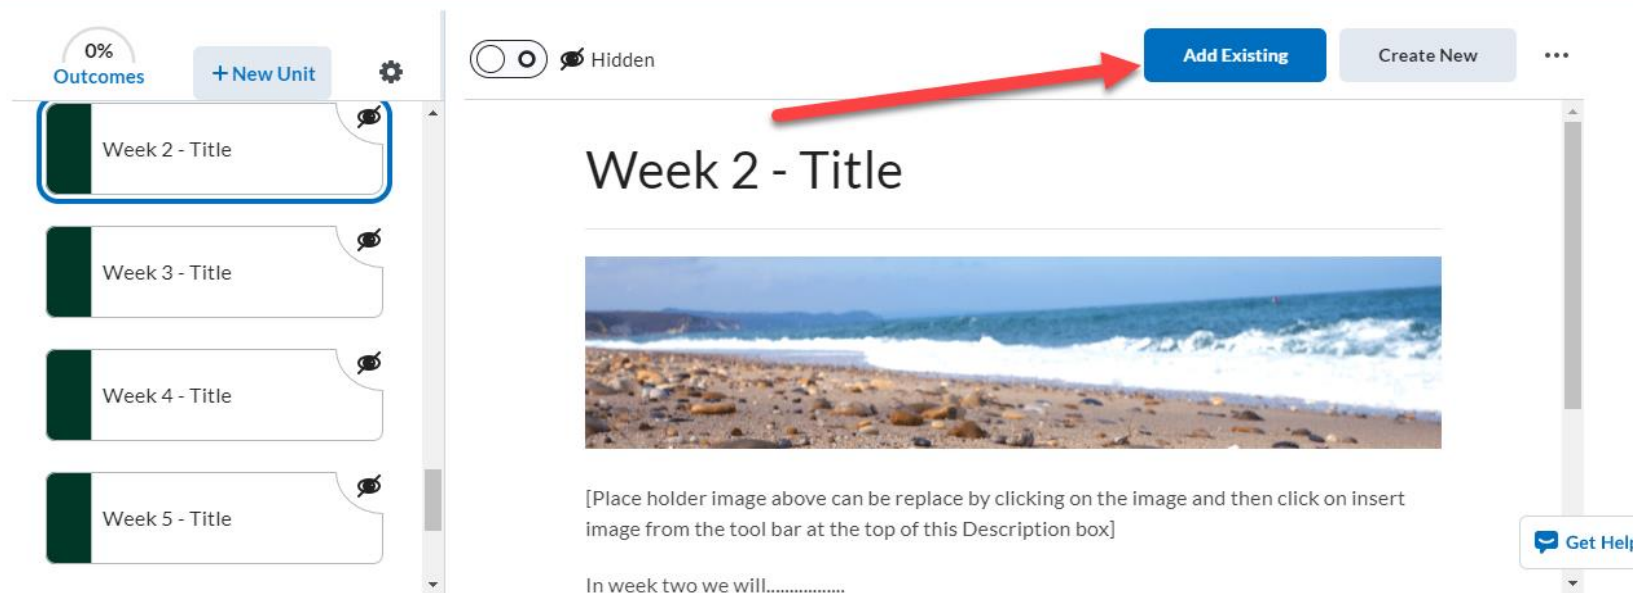 0%
Outcomes
+ New Unit
Hidden
Add Existing
Create New
Week 2 - Title
Week 3 - Title
Week 4 - Title
Week 5 - Title
Week 2 - Title
[Place holder image above can be replace by clicking on the image and then click on insert
image from the tool bar at the top of this Description box]
In week two we will.................
Get Help